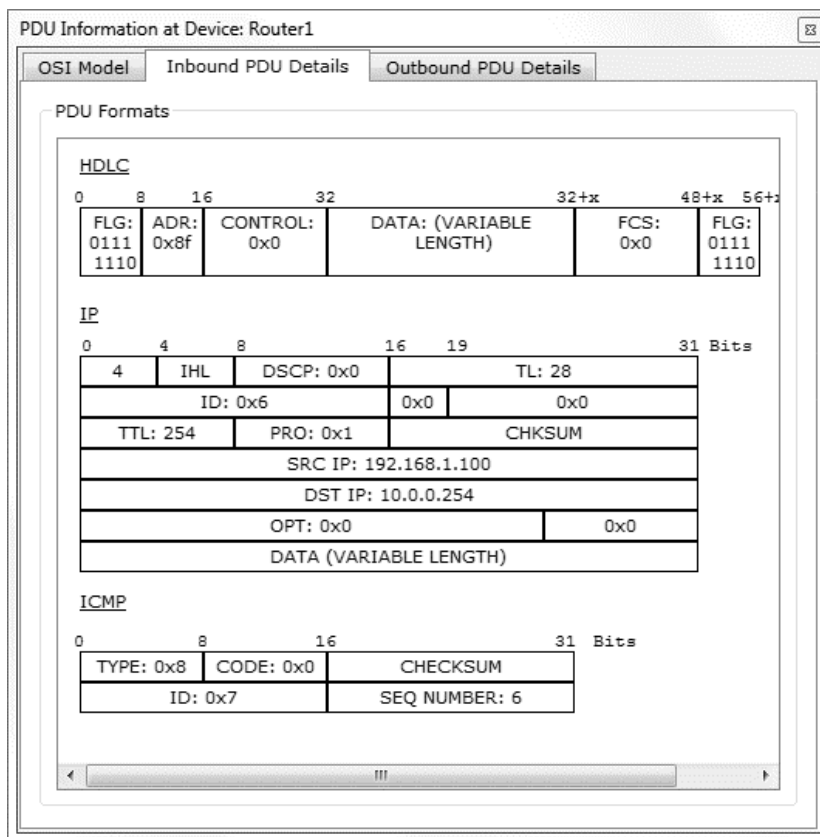 PDU Information at Device: Router1
OSI Model Inbound PDU Details Outbound PDU Details
PDU Formats
HDLC
0 8 16 32 32+x 48+x 56+
FLG: ADR: CONTROL: DATA: (VARIABLE FCS: FLG:
0111 0x8f 0x0 LENGTH) 0x0 0111
1110 1110
IP
0 4 8 16 19 31 Bits
4 IHL DSCP: 0x0 TL: 28
ID: 0x6 0x0 0x0
TTL: 254 PRO: 0x1 CHKSUM
SRC IP: 192.168.1.100
DST IP: 10.0.0.254
OPT: 0x0 0x0
DATA (VARIABLE LENGTH)
ICMP
0 8 16 31 Bits
TYPE: 0x8 CODE: 0x0 CHECKSUM
ID: 0x7 SEQ NUMBER: 6